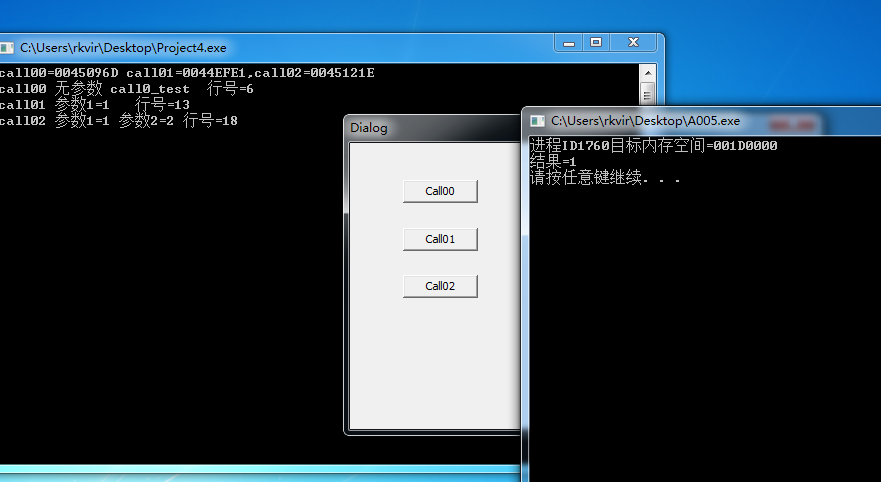 C:\Users\rkvir\Desktop\Project4.exe
call00=0045096D call01=0044EFE1,call02=0045121E
call00 无参数 call0_test  行号=6
call01 参数1=1   行号=13
call02 参数1=1 参数2=2 行号=18
Dialog
Call00
Call01
Call02
C:\Users\rkvir\Desktop\A005.exe
进程ID1760目标内存空间=001D0000
结果=1
请按任意键继续. . .